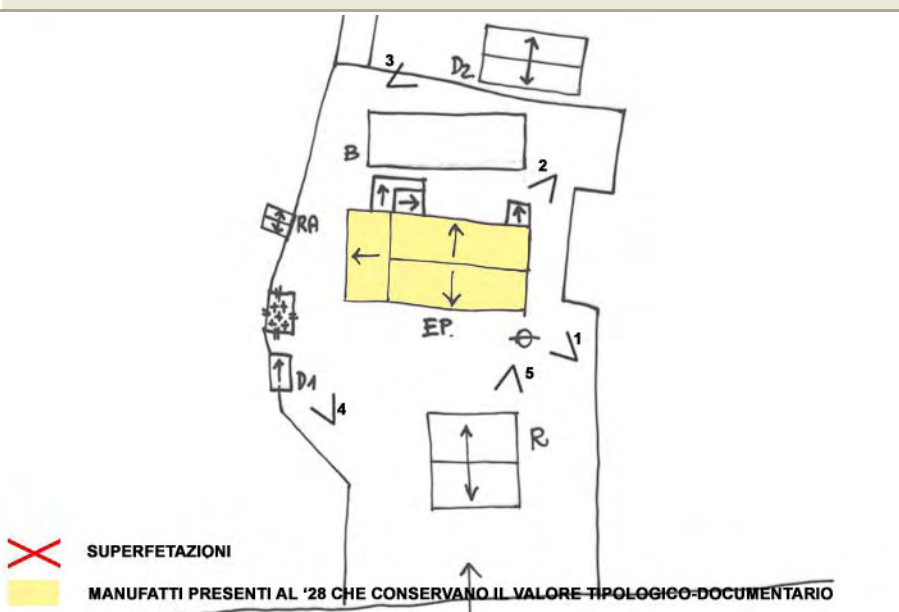 3
D2
B
2
RA
EP.
1
5
D1
4
R
SUPERFETAZIONI
MANUFATTI PRESENTI AL '28 CHE CONSERVANO IL VALORE TIPOLOGICO-DOCUMENTARIO